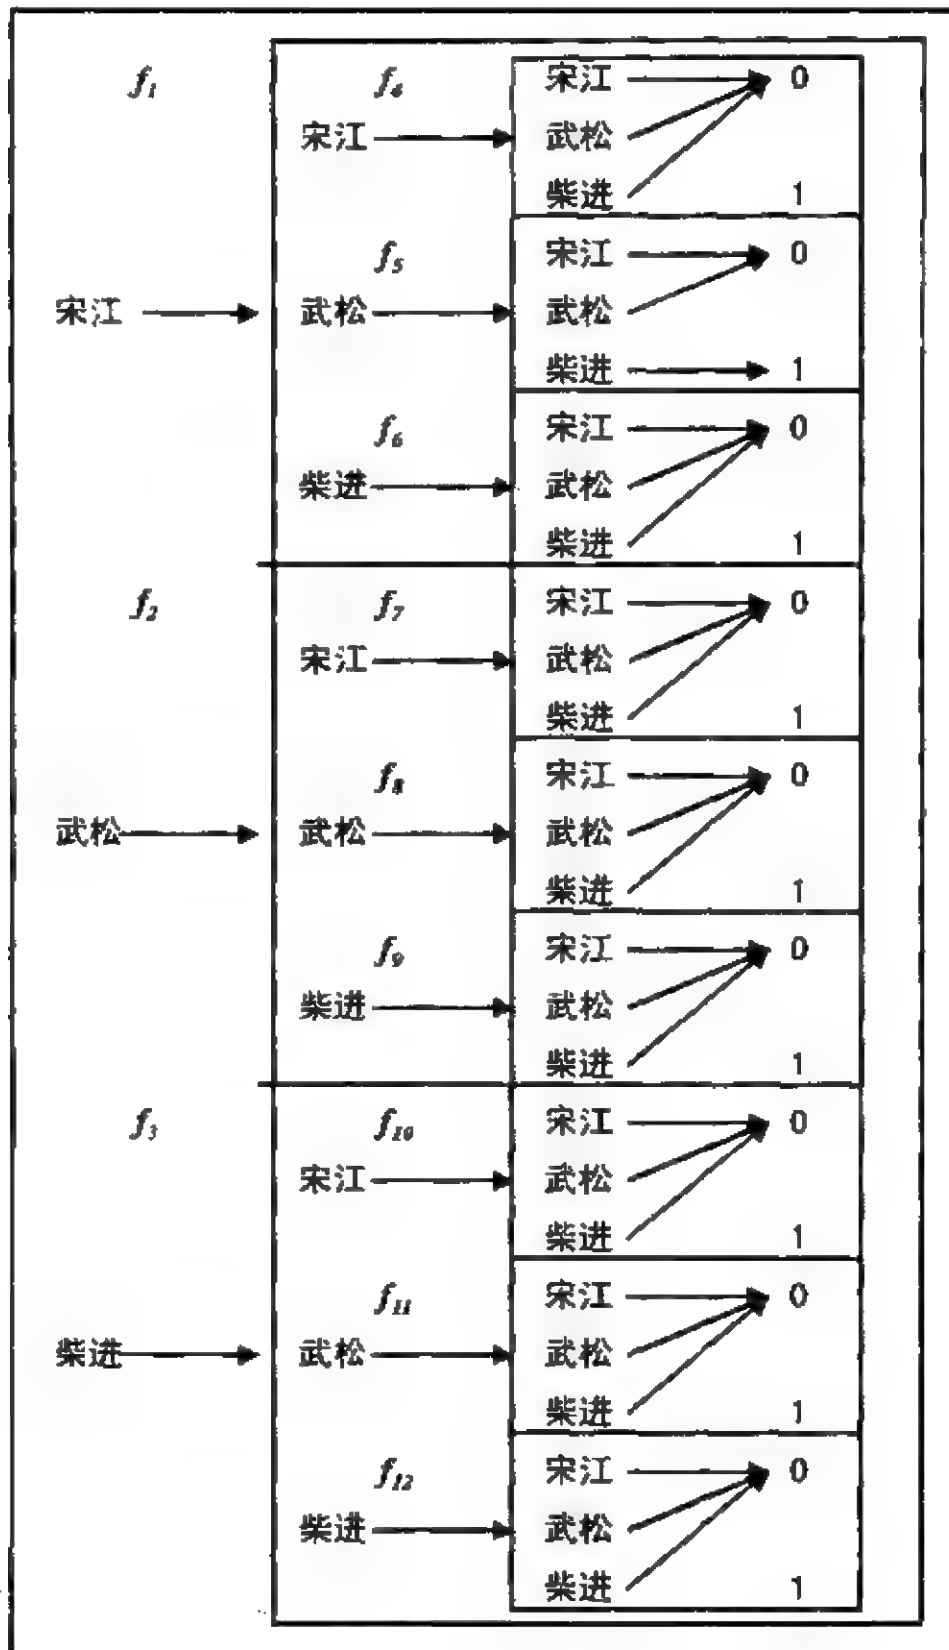 f₁ f₄ 宋江 0
宋江 武松
柴进 1
f₅ 宋江 0
宋江 武松 武松
柴进 1
f₆ 宋江 0
柴进 武松
柴进 1
f₂ f₇ 宋江 0
宋江 武松
柴进 1
f₈ 宋江 0
武松 武松 武松
柴进 1
f₉ 宋江 0
柴进 武松
柴进 1
f₃ f₁₀ 宋江 0
宋江 武松
柴进 1
f₁₁ 宋江 0
柴进 武松 武松
柴进 1
f₁₂ 宋江 0
柴进 武松
柴进 1